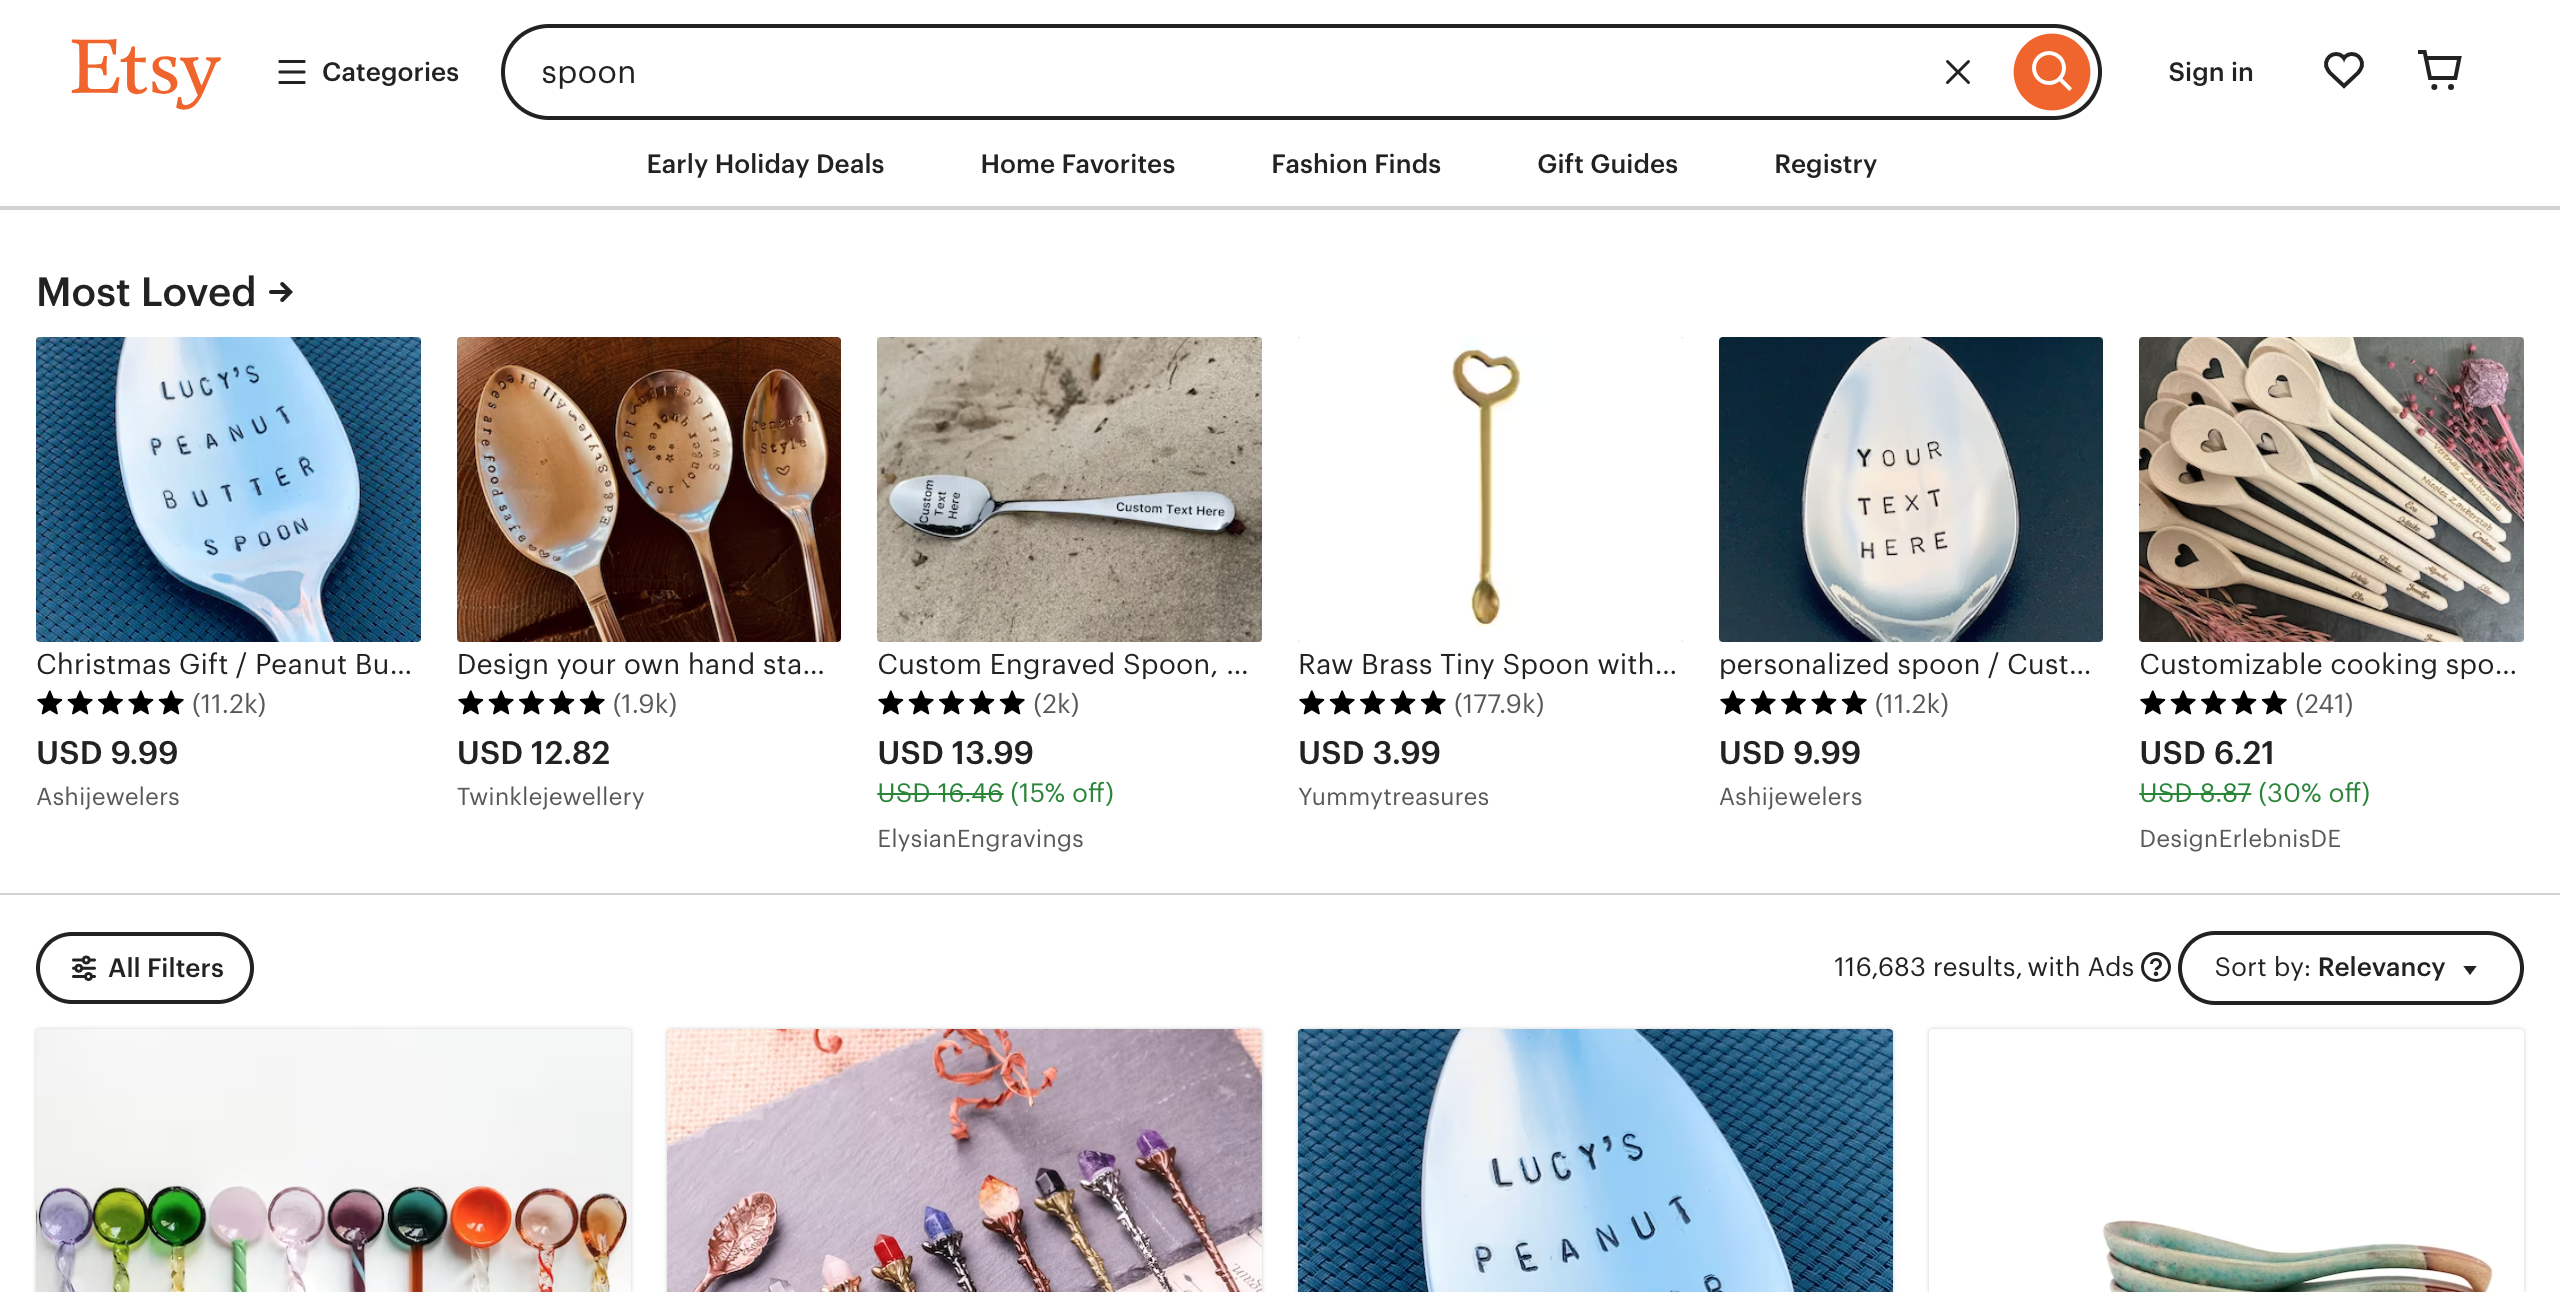 Etsy
Categories
spoon
Sign in
Early Holiday Deals
Home Favorites
Fashion Finds
Gift Guides
Registry
Most Loved →
LUCY'S
PEANUT
BUTTER
SPOON
Christmas Gift / Peanut Bu...
(11.2k)
USD 9.99
Ashijewelers
Central
Style
Design your own hand sta...
(1.9k)
USD 12.82
Twinklejewellery
Custom
Text
Here
Custom Text Here
Custom Engraved Spoon, ...
(2k)
USD 13.99
USD 16.46 (15% off)
ElysianEngravings
Raw Brass Tiny Spoon with...
(177.9k)
USD 3.99
Yummytreasures
YOUR
TEXT
HERE
personalized spoon / Cust...
(11.2k)
USD 9.99
Ashijewelers
Customizable cooking spo...
(241)
USD 6.21
USD 8.87 (30% off)
DesignErlebnisDE
All Filters
116,683 results, with Ads
Sort by: Relevancy
LUCY'S
PEANUT